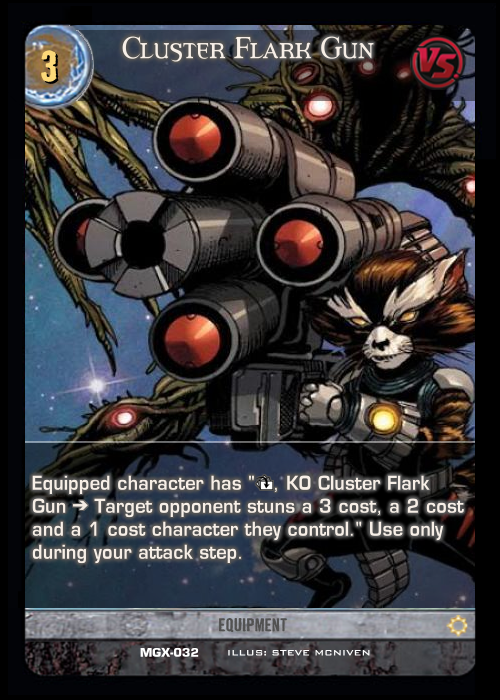 3
Cluster Flark Gun
VS
Equipped character has ", KO Cluster Flark
Gun ➔ Target opponent stuns a 3 cost, a 2 cost
and a 1 cost character they control." Use only
during your attack step.
EQUIPMENT
MGX-032 ILLUS: STEVE MCNIVEN